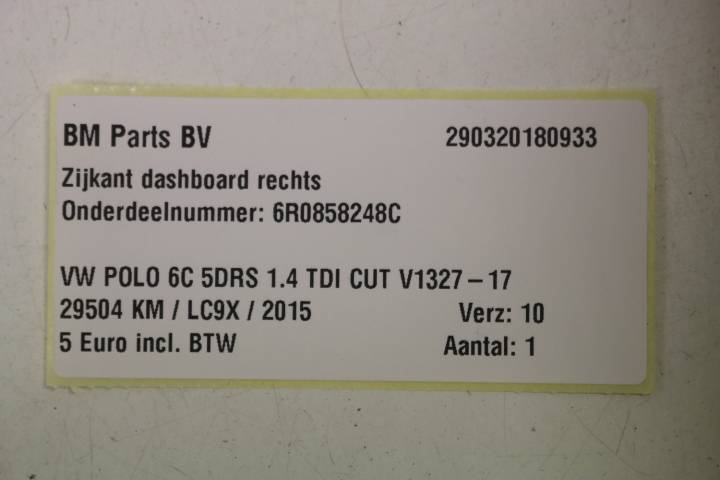 BM Parts BV 290320180933
Zijkant dashboard rechts
Onderdeelnummer: 6R0858248C
VW POLO 6C 5DRS 1.4 TDI CUT V1327-17
29504 KM / LC9X / 2015 Verz: 10
5 Euro incl. BTW Aantal: 1